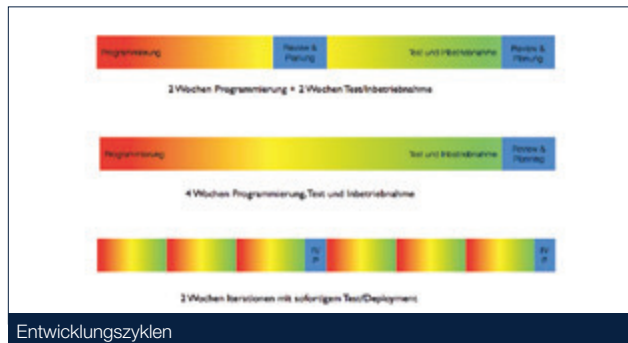 Programmierung
Review &
Planung
Test und Inbetriebnahme
Review &
Planung
2 Wochen Programmierung + 2 Wochen Test/Inbetriebnahme
Programmierung
Test und Inbetriebnahme
Review &
Planning
4 Wochen Programmierung, Test und Inbetriebnahme
2 Wochen Iterationen mit sofortigem Test/Deployment
Entwicklungszyklen